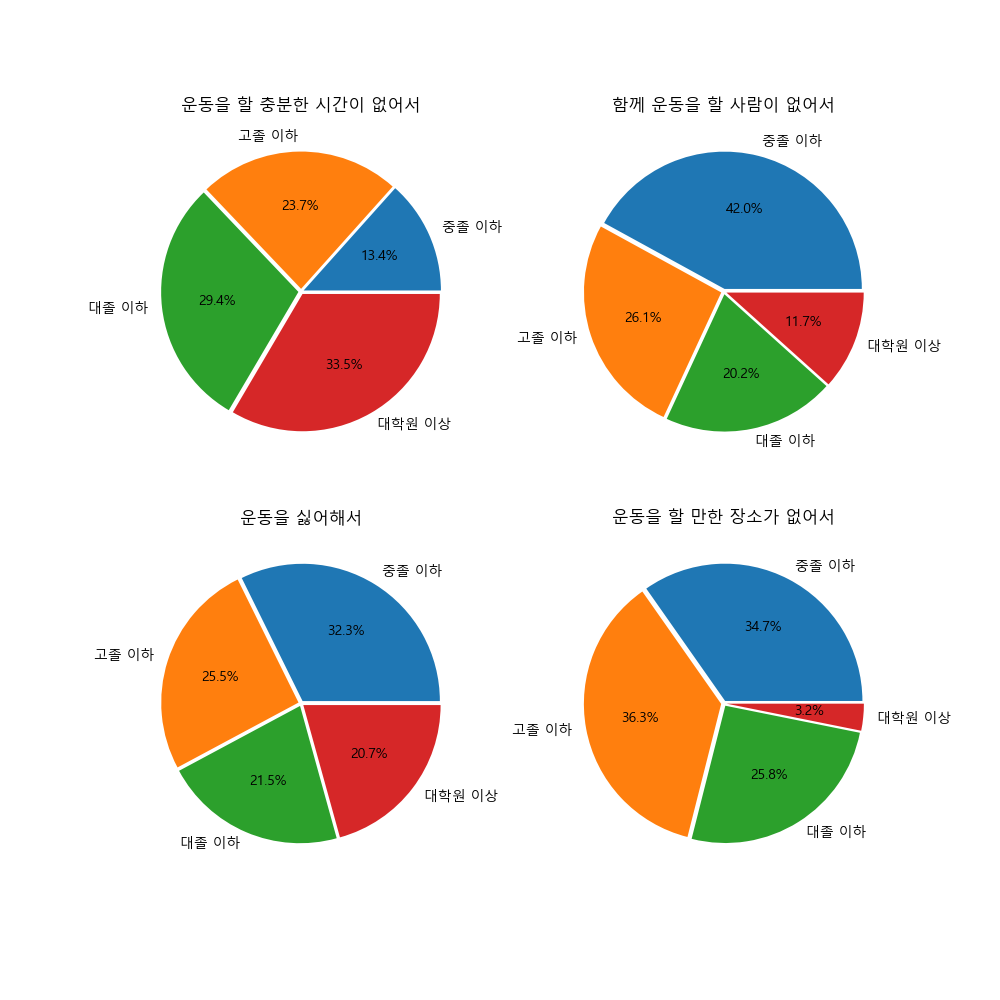 운동을 할 충분한 시간이 없어서
고졸 이하
23.7%
중졸 이하
13.4%
대졸 이하
29.4%
33.5%
대학원 이상
함께 운동을 할 사람이 없어서
중졸 이하
42.0%
고졸 이하
26.1%
11.7%
대학원 이상
20.2%
대졸 이하
운동을 싫어해서
중졸 이하
32.3%
고졸 이하
25.5%
20.7%
21.5%
대학원 이상
대졸 이하
운동을 할 만한 장소가 없어서
중졸 이하
34.7%
고졸 이하
36.3%
3.2%
대학원 이상
25.8%
대졸 이하